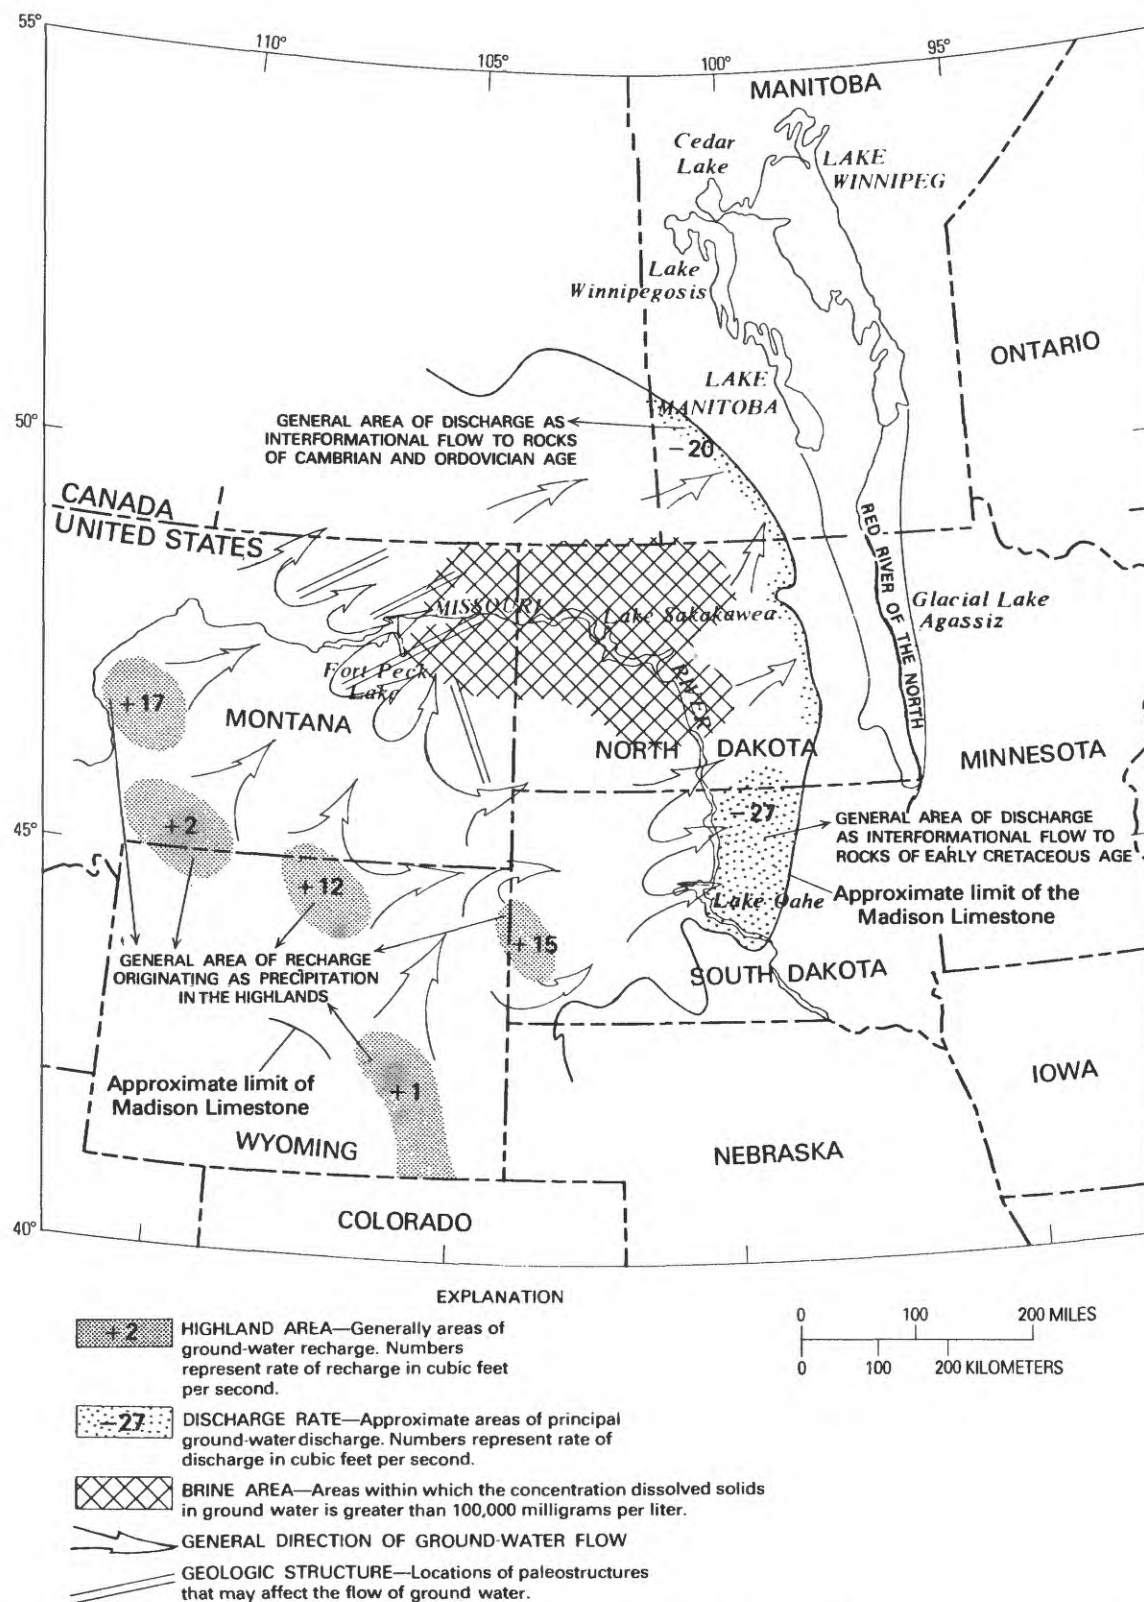 55°
110°
105°
100°
95°
MANITOBA
Cedar
Lake
LAKE
WINNIPEG
Lake
Winnipegosis
ONTARIO
LAKE
MANITOBA
50°
GENERAL AREA OF DISCHARGE AS
INTERFORMATIONAL FLOW TO ROCKS
OF CAMBRIAN AND ORDOVICIAN AGE
−20
CANADA
UNITED STATES
RED RIVER OF THE NORTH
Glacial Lake
Agassiz
MISSOURI
Lake Sakakawea
RIVER
Fort Peck
Lake
+17
MONTANA
NORTH DAKOTA
MINNESOTA
45°
+2
−27
GENERAL AREA OF DISCHARGE
AS INTERFORMATIONAL FLOW TO
ROCKS OF EARLY CRETACEOUS AGE
+12
Lake Oahe
Approximate limit of the
Madison Limestone
+15
GENERAL AREA OF RECHARGE
ORIGINATING AS PRECIPITATION
IN THE HIGHLANDS
SOUTH DAKOTA
Approximate limit of
Madison Limestone
+1
IOWA
WYOMING
NEBRASKA
40°
COLORADO
EXPLANATION
+2
HIGHLAND AREA—Generally areas of
ground-water recharge. Numbers
represent rate of recharge in cubic feet
per second.
0 100 200 MILES
0 100 200 KILOMETERS
−27
DISCHARGE RATE—Approximate areas of principal
ground-water discharge. Numbers represent rate of
discharge in cubic feet per second.
BRINE AREA—Areas within which the concentration dissolved solids
in ground water is greater than 100,000 milligrams per liter.
GENERAL DIRECTION OF GROUND-WATER FLOW
GEOLOGIC STRUCTURE—Locations of paleostructures
that may affect the flow of ground water.